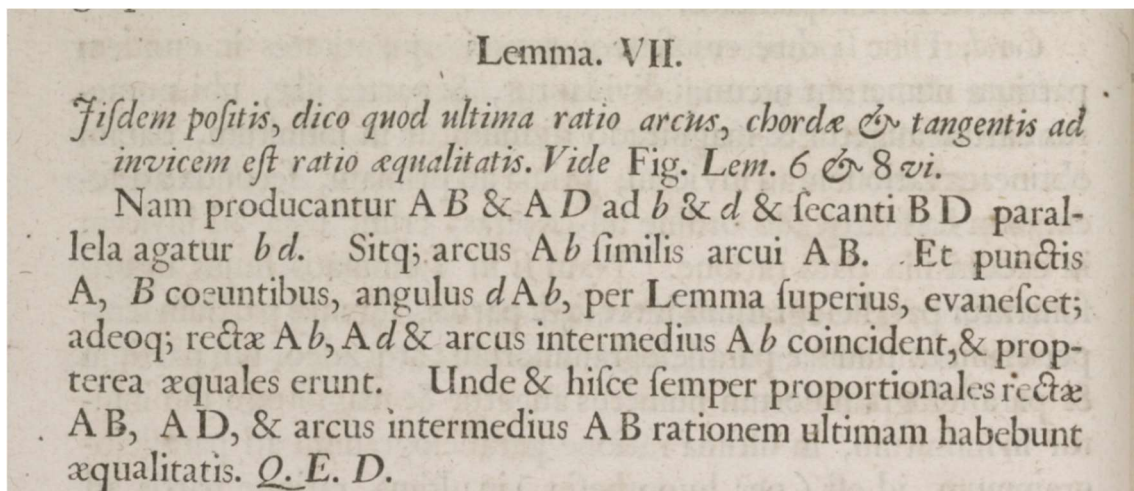 Lemma. VII.
Jiſdem poſitis, dico quod ultima ratio arcus, chordæ & tangentis ad
invicem eſt ratio æqualitatis. Vide Fig. Lem. 6 & 8 vi.
Nam producantur AB & AD ad b & d & ſecanti BD paral-
lela agatur bd. Sitq; arcus Ab ſimilis arcui AB. Et punctis
A, B coeuntibus, angulus dAb, per Lemma ſuperius, evaneſcet;
adeoq; rectæ Ab, Ad & arcus intermedius Ab coincident, & prop-
terea æquales erunt. Unde & hiſce ſemper proportionales rectæ
AB, AD, & arcus intermedius AB rationem ultimam habebunt
æqualitatis. Q. E. D.